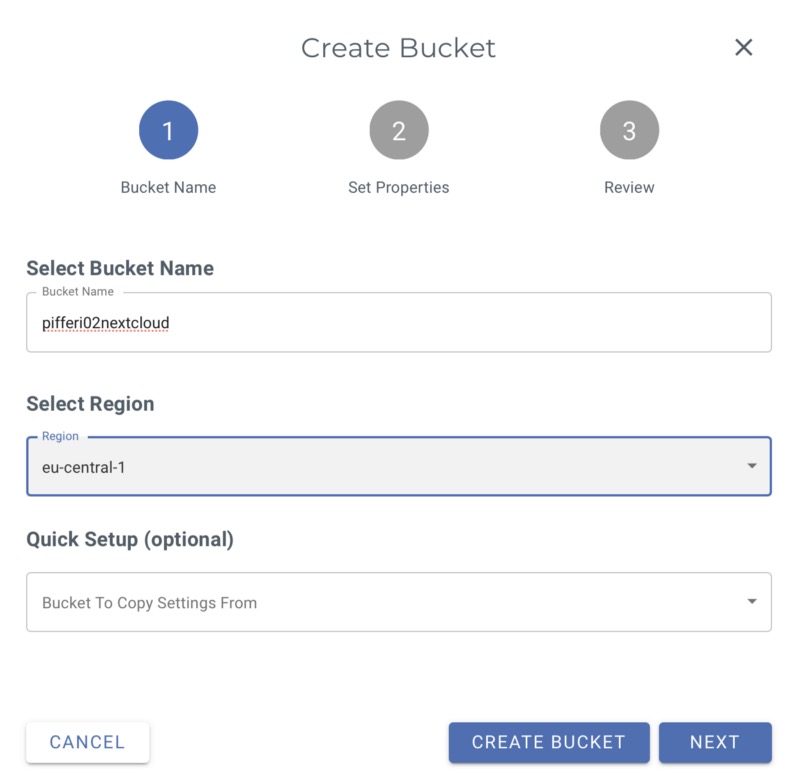 Create Bucket
1 2 3
Bucket Name Set Properties Review
Select Bucket Name
Bucket Name
pifferi02nextcloud
Select Region
Region
eu-central-1
Quick Setup (optional)
Bucket To Copy Settings From
CANCEL CREATE BUCKET NEXT